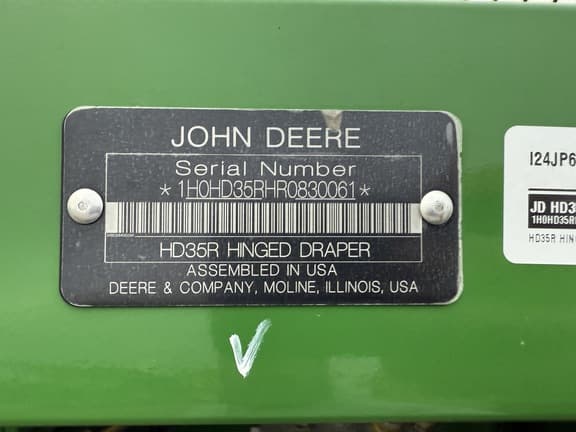 JOHN DEERE
Serial Number
*1H0HD35RHR0830061*
HD35R HINGED DRAPER
ASSEMBLED IN USA
DEERE & COMPANY, MOLINE, ILLINOIS, USA
I24JP6
JD HD3
1H0HD35R
HD35R HIN